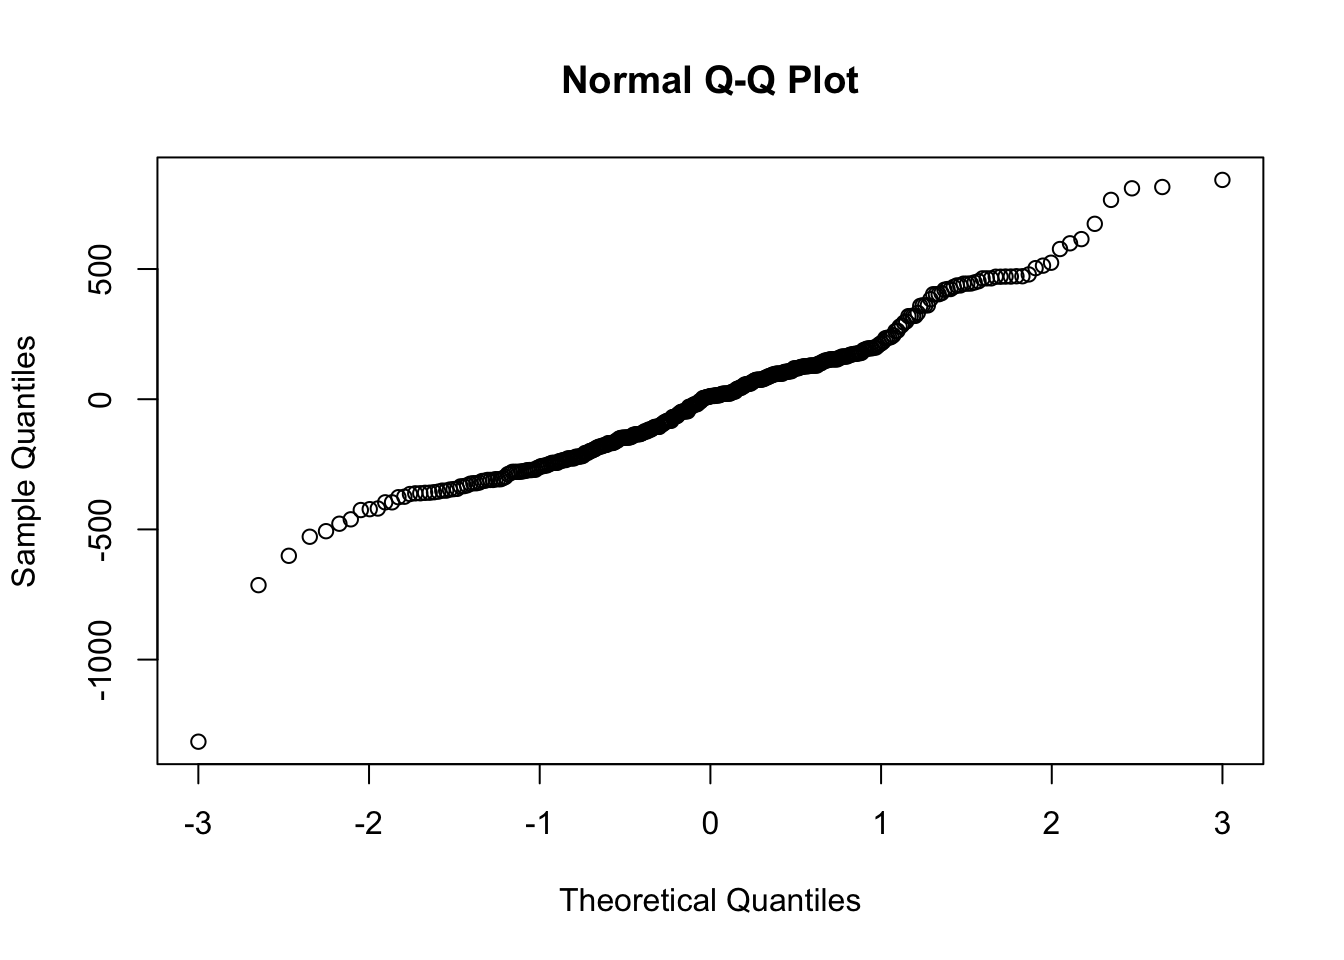 Normal Q-Q Plot
Sample Quantiles
500
0
-500
-1000
-3 -2 -1 0 1 2 3
Theoretical Quantiles